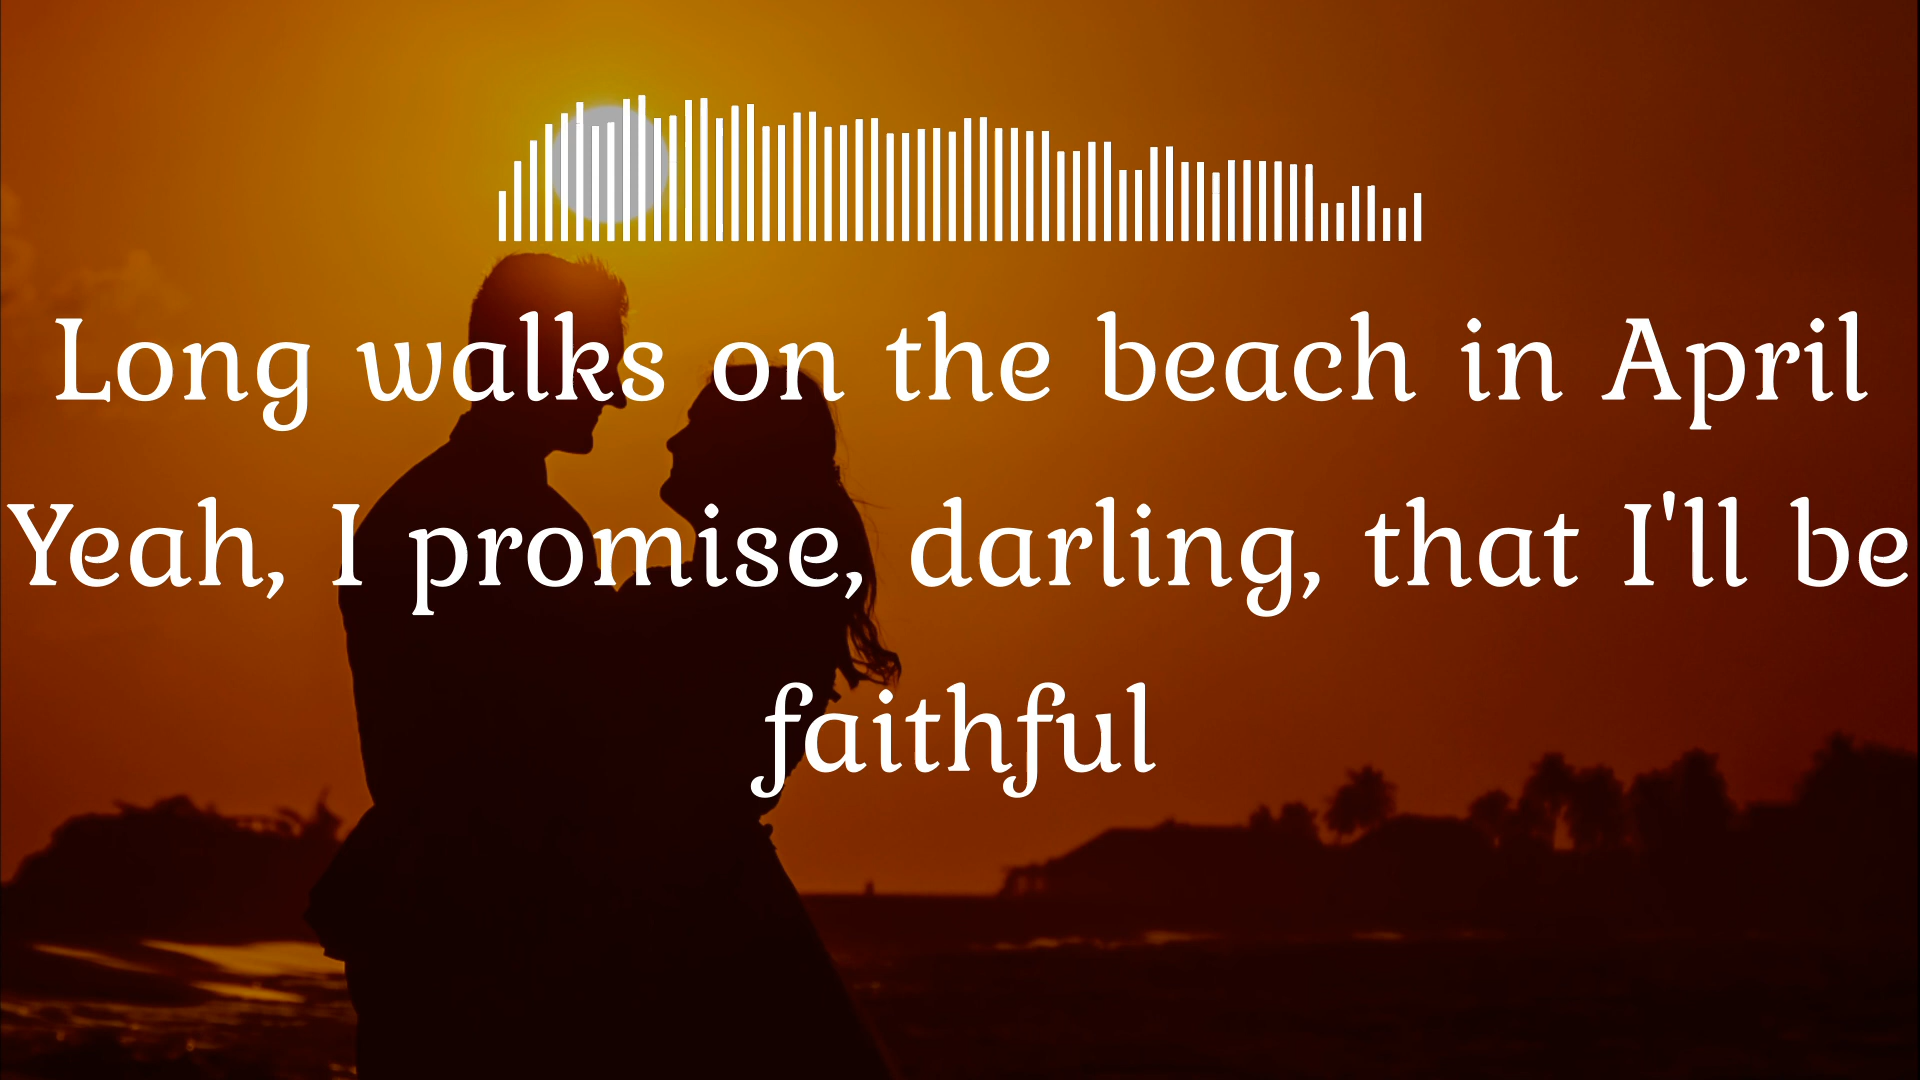 Long walks on the beach in April
Yeah, I promise, darling, that I'll be
faithful